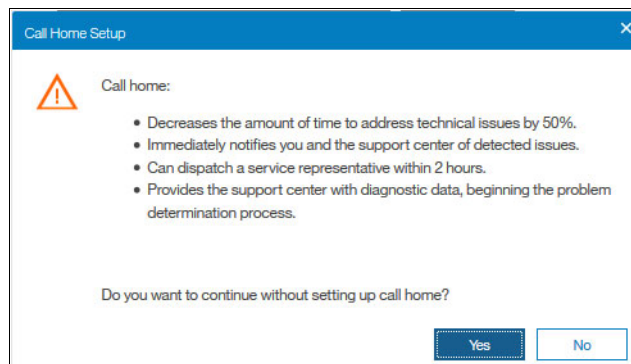 Call Home Setup
Call home:
• Decreases the amount of time to address technical issues by 50%.
• Immediately notifies you and the support center of detected issues.
• Can dispatch a service representative within 2 hours.
• Provides the support center with diagnostic data, beginning the problem
determination process.
Do you want to continue without setting up call home?
Yes No